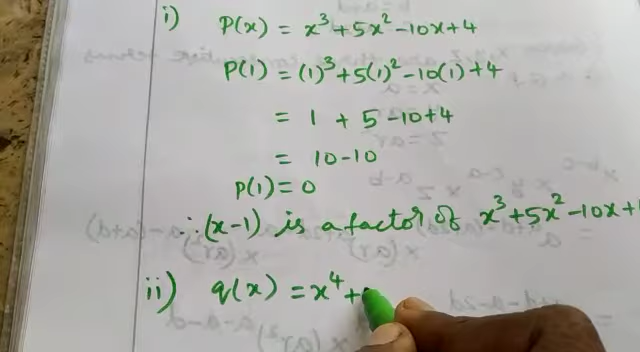 i) P(x) = x³+5x²-10x+4
P(1) = (1)³+5(1)²-10(1)+4
= 1 + 5-10+4
= 10-10
P(1)=0
∴(x-1) is a factor of x³+5x²-10x+
ii) q(x) = x⁴+